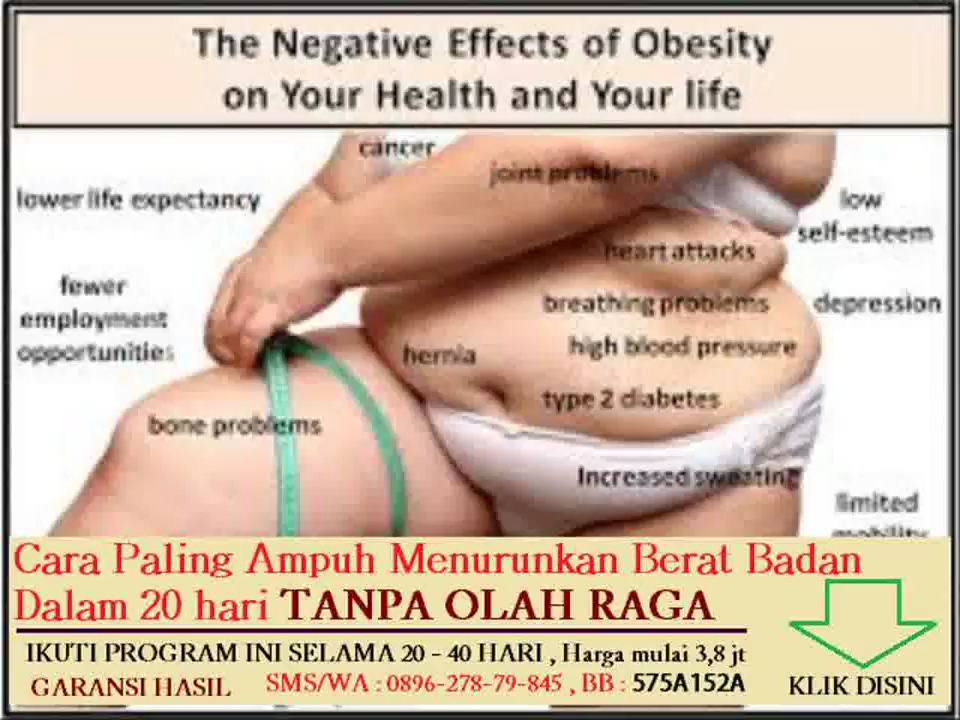 The Negative Effects of Obesity
on Your Health and Your life
cancer
joint problems
lower life expectancy
low
self-esteem
heart attacks
fewer
employment
opportunities
breathing problems
depression
hernia
high blood pressure
type 2 diabetes
bone problems
Increased sweating
limited
mobility
Cara Paling Ampuh Menurunkan Berat Badan
Dalam 20 hari TANPA OLAH RAGA
IKUTI PROGRAM INI SELAMA 20 - 40 HARI , Harga mulai 3,8 jt
GARANSI HASIL SMS/WA : 0896-278-79-845 , BB : 575A152A
KLIK DISINI